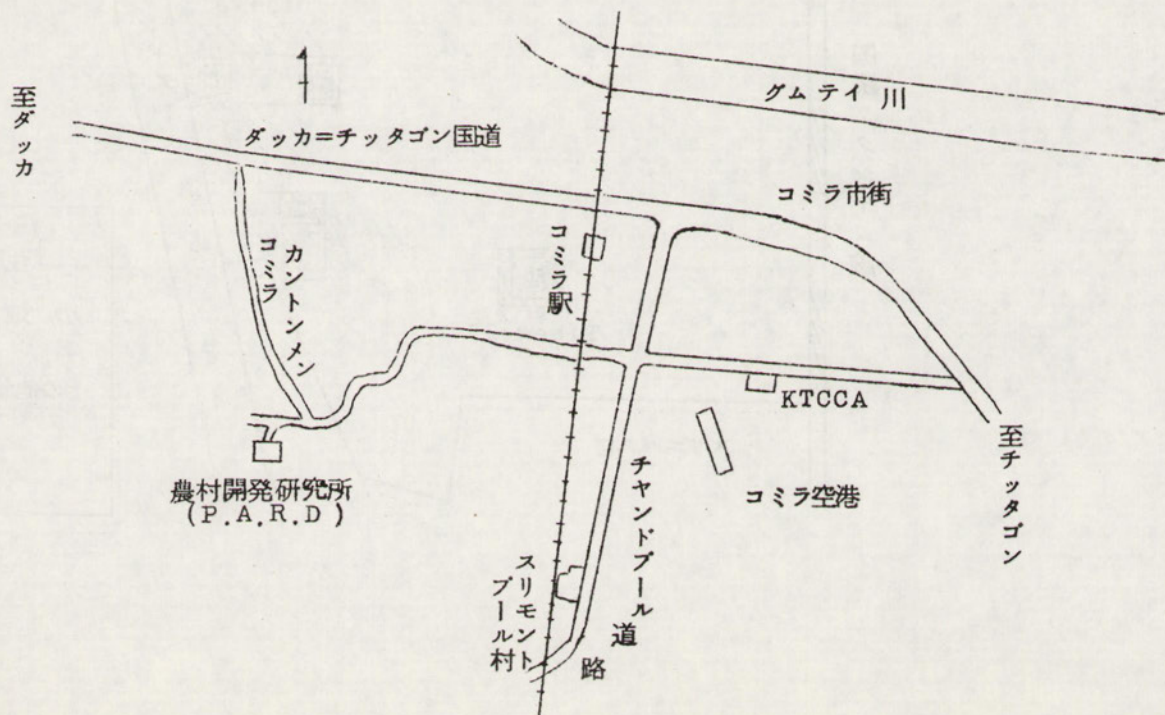 グムテイ川
至ダッカ
ダッカ=チッタゴン国道
コミラ市街
コミラ駅
カントンメン
コミラ
KTCCA
至チッタゴン
農村開発研究所
(P.A.R.D)
コミラ空港
チャンドプール
道路
スリモント
プール村